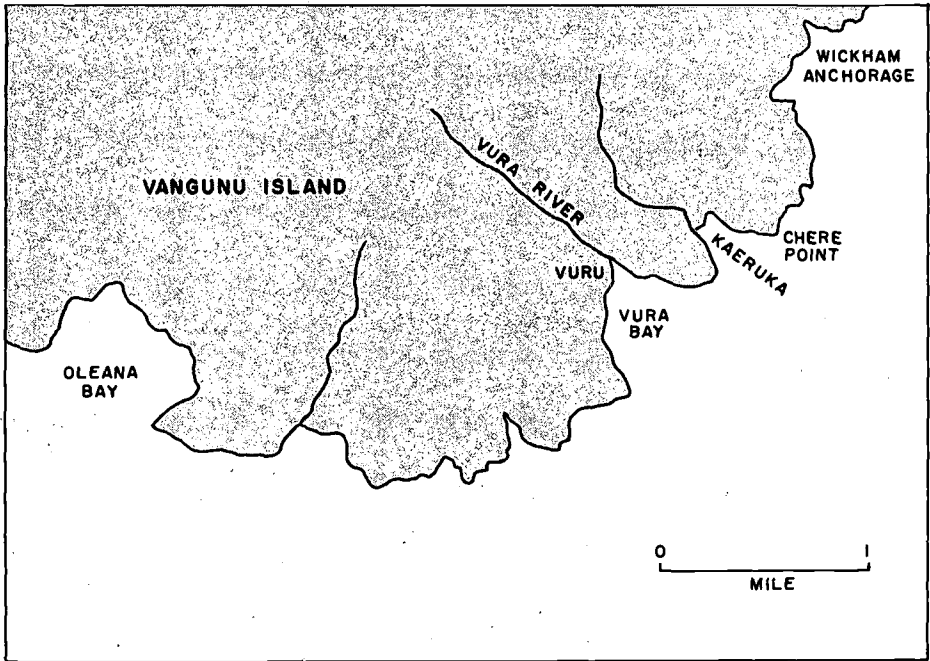 WICKHAM
ANCHORAGE
VURA RIVER
VANGUNU ISLAND
KAERUKA
CHERE
POINT
VURU
VURA
BAY
OLEANA
BAY
0 1
MILE